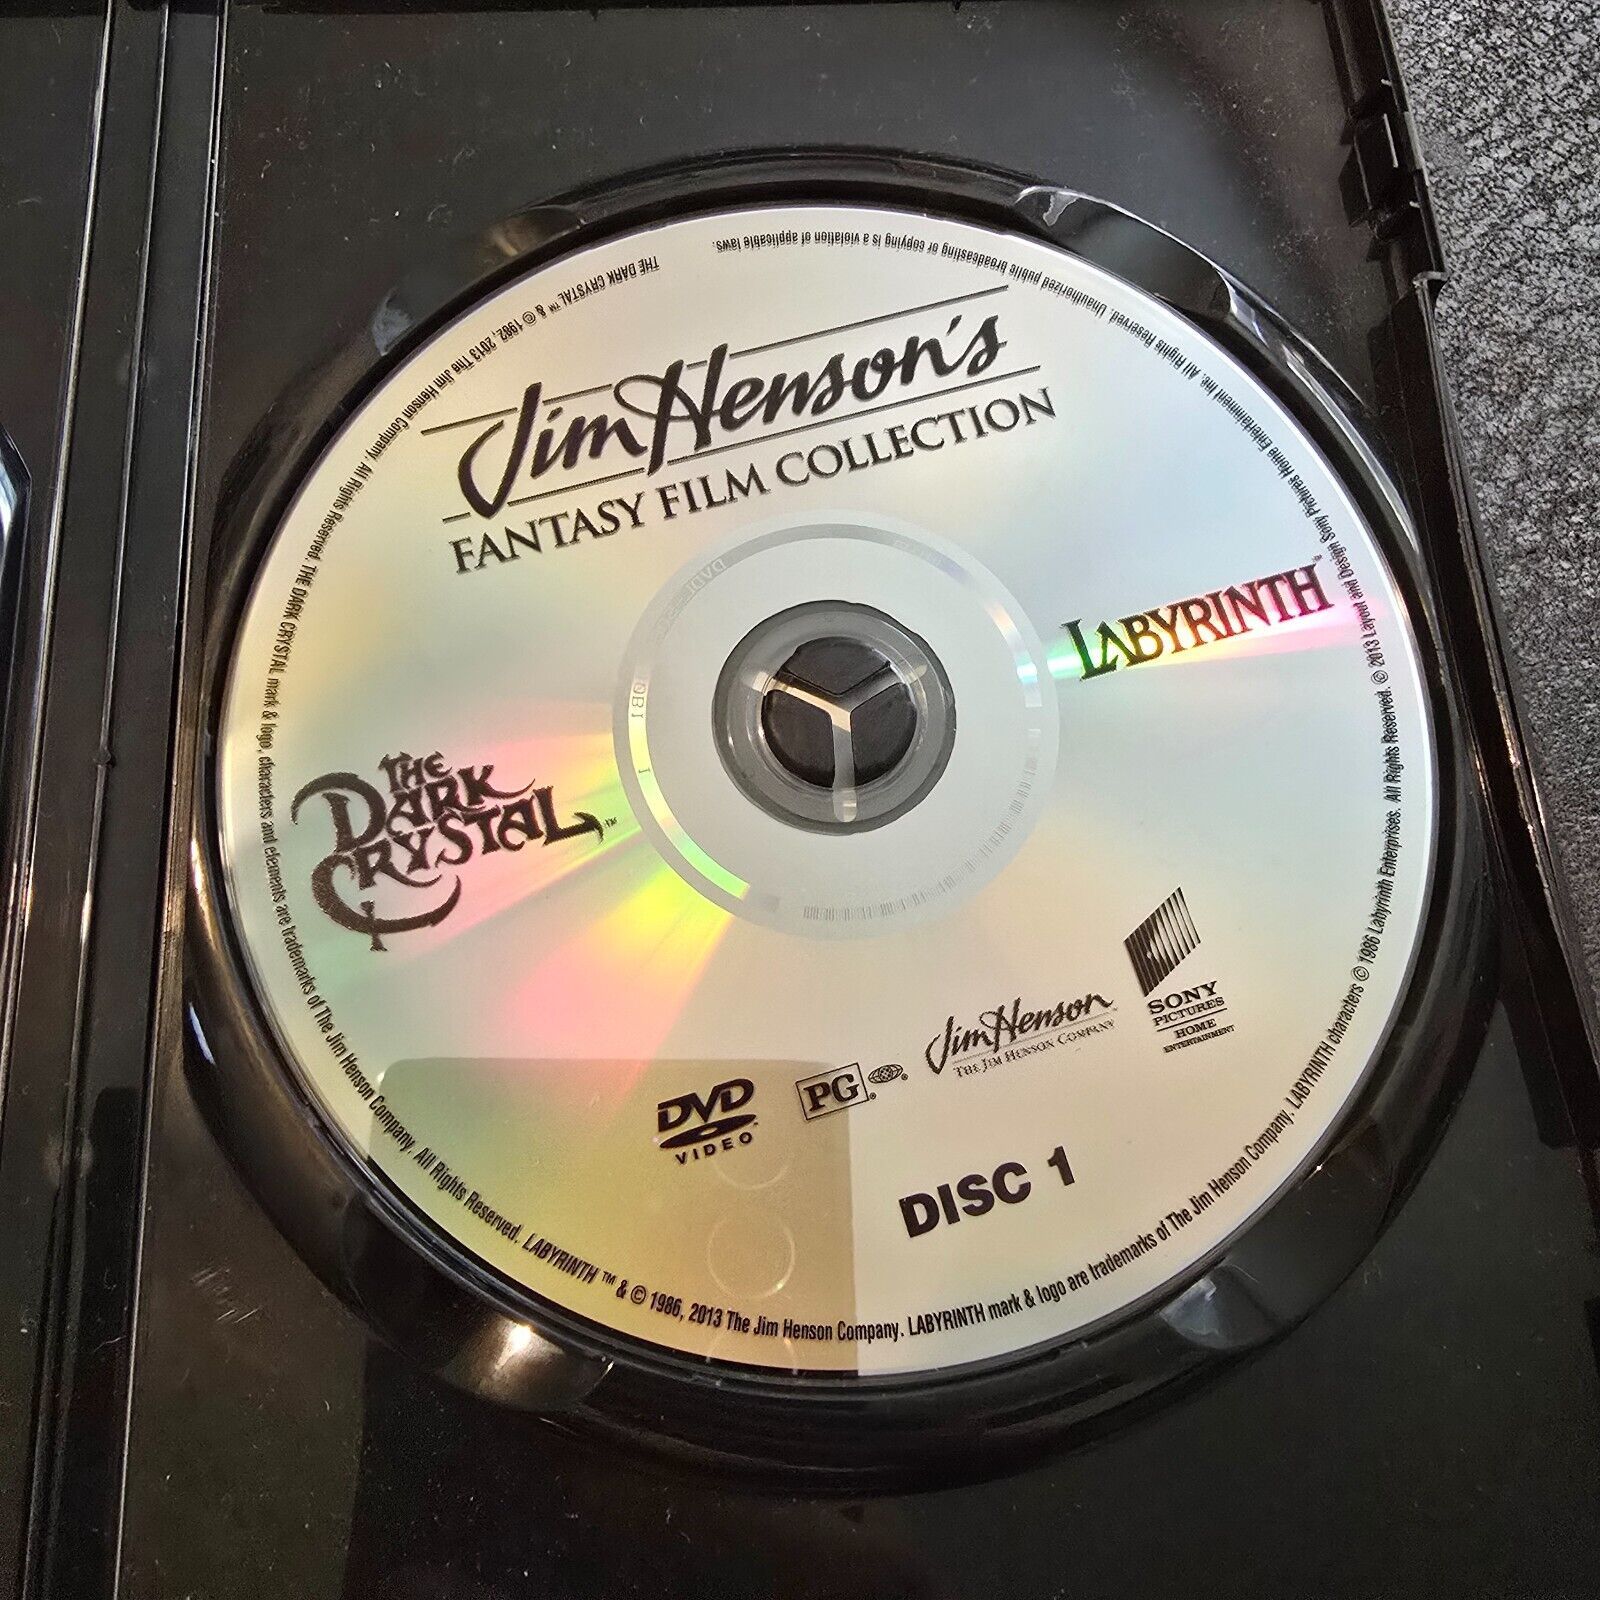 Jim Henson's
FANTASY FILM COLLECTION
LABYRINTH
THE
DARK
CRYSTAL™
DVD
VIDEO
PG
Jim Henson™
THE JIM HENSON COMPANY
SONY
PICTURES
HOME
ENTERTAINMENT
DISC 1
THE DARK CRYSTAL ™ & © 1982, 2013 The Jim Henson Company. All Rights Reserved. THE DARK CRYSTAL mark & logo, characters and elements are trademarks of The Jim Henson Company. All Rights Reserved. LABYRINTH ™ & © 1986, 2013 The Jim Henson Company. LABYRINTH mark & logo are trademarks of The Jim Henson Company. LABYRINTH characters © 1986 Labyrinth Enterprises. All Rights Reserved. © 2013 Layout and Design Sony Pictures Home Entertainment Inc. All Rights Reserved. Unauthorized public broadcasting or copying is a violation of applicable laws.